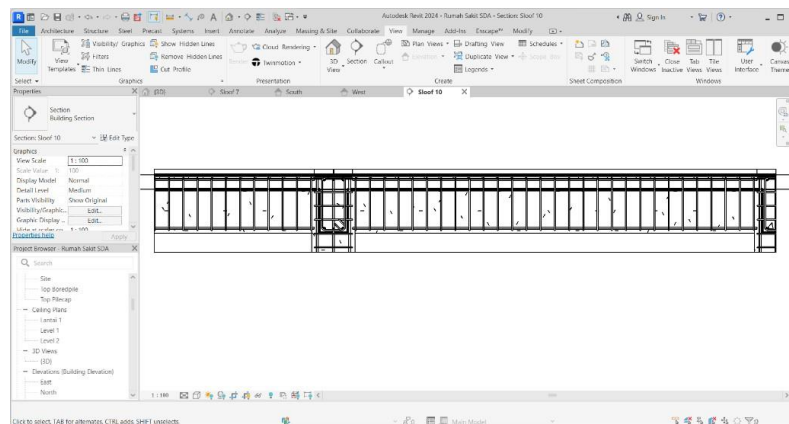 Autodesk Revit 2024 - Rumah Sakit SDA - Section: Sloof 10
Sign In
File Architecture Structure Steel Precast Systems Insert Annotate Analyze Massing & Site Collaborate View Manage Add-Ins Enscape™ Modify
Modify
View
Templates
Visibility/ Graphics
Filters
Thin Lines
Show Hidden Lines
Remove Hidden Lines
Cut Profile
Render
Cloud Rendering
Twinmotion
3D
View
Section
Callout
Plan Views
Elevation
Drafting View
Duplicate View
Legends
Schedules
Scope Box
Switch
Windows
Close
Inactive
Tab
Views
Tile
Views
User
Interface
Canvas
Theme
Select
Graphics
Presentation
Create
Sheet Composition
Windows
Properties
Section
Building Section
Section: Sloof 10
Edit Type
Graphics
View Scale 1 : 100
Scale Value 1: 100
Display Model Normal
Detail Level Medium
Parts Visibility Show Original
Visibility/Graphic... Edit...
Graphic Display ... Edit...
Properties help
Apply
Project Browser - Rumah Sakit SDA
Search
Site
Top Boredpile
Top Pilecap
Ceiling Plans
Lantai 1
Level 1
Level 2
3D Views
{3D}
Elevations (Building Elevation)
East
North
{3D}
Sloof 7
South
West
Sloof 10
1 : 100
Click to select, TAB for alternates, CTRL adds, SHIFT unselects.
Main Model